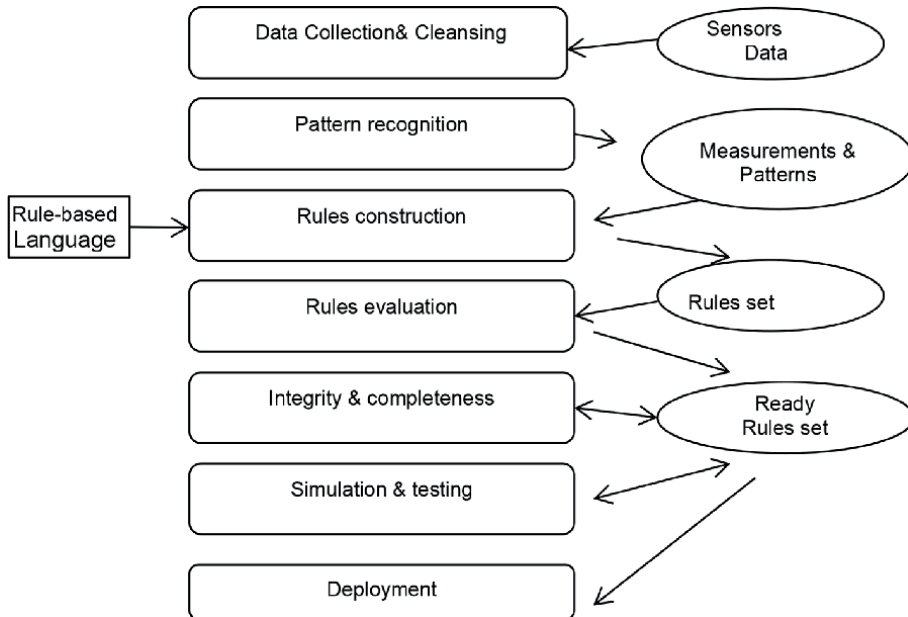 Data Collection& Cleansing
Sensors
Data
Pattern recognition
Measurements &
Patterns
Rule-based
Language
Rules construction
Rules evaluation
Rules set
Integrity & completeness
Ready
Rules set
Simulation & testing
Deployment